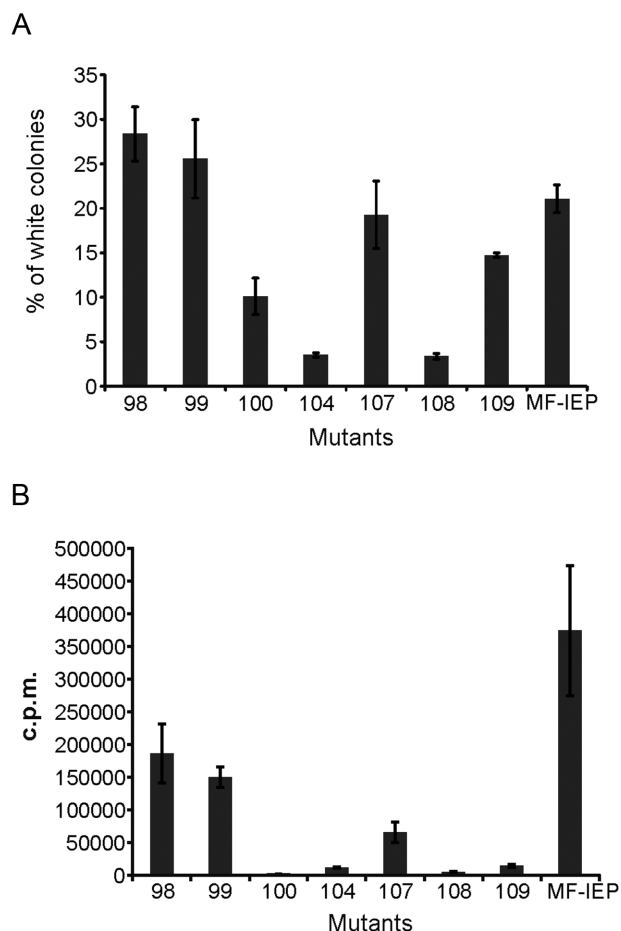 A
35
30
25
20
15
10
5
0
% of white colonies
98 99 100 104 107 108 109 MF-IEP
Mutants
B
500000
450000
400000
350000
300000
250000
200000
150000
100000
50000
0
c.p.m.
98 99 100 104 107 108 109 MF-IEP
Mutants